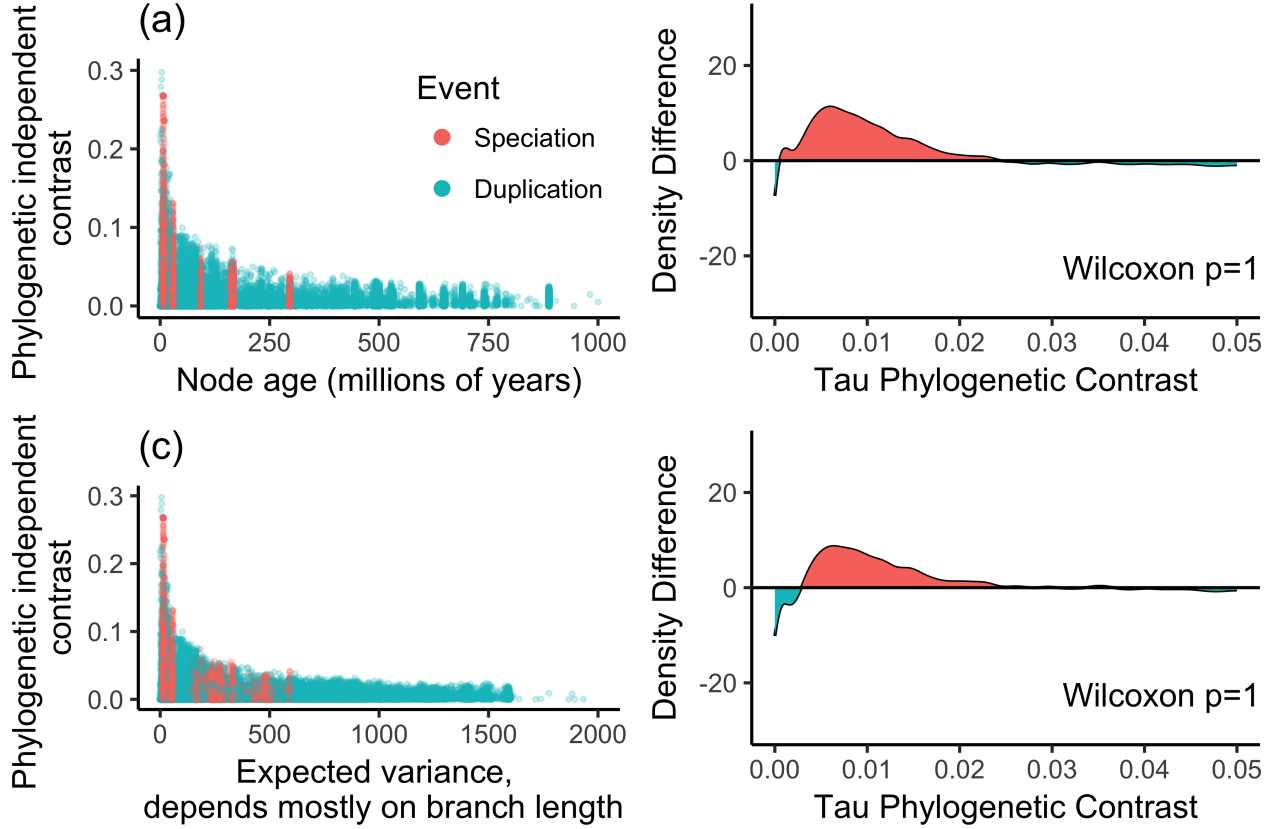 (a)
Phylogenetic independent
contrast
0.3
0.2
0.1
0.0
Event
Speciation
Duplication
0 250 500 750 1000
Node age (millions of years)
Density Difference
20
0
-20
Wilcoxon p=1
0.00 0.01 0.02 0.03 0.04 0.05
Tau Phylogenetic Contrast
(c)
Phylogenetic independent
contrast
0.3
0.2
0.1
0.0
0 500 1000 1500 2000
Expected variance,
depends mostly on branch length
Density Difference
20
0
-20
Wilcoxon p=1
0.00 0.01 0.02 0.03 0.04 0.05
Tau Phylogenetic Contrast